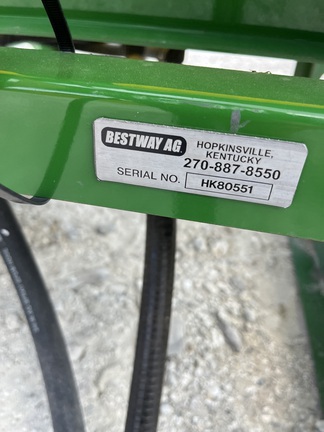 BESTWAY AG
HOPKINSVILLE,
KENTUCKY
270-887-8550
SERIAL NO. HK80551